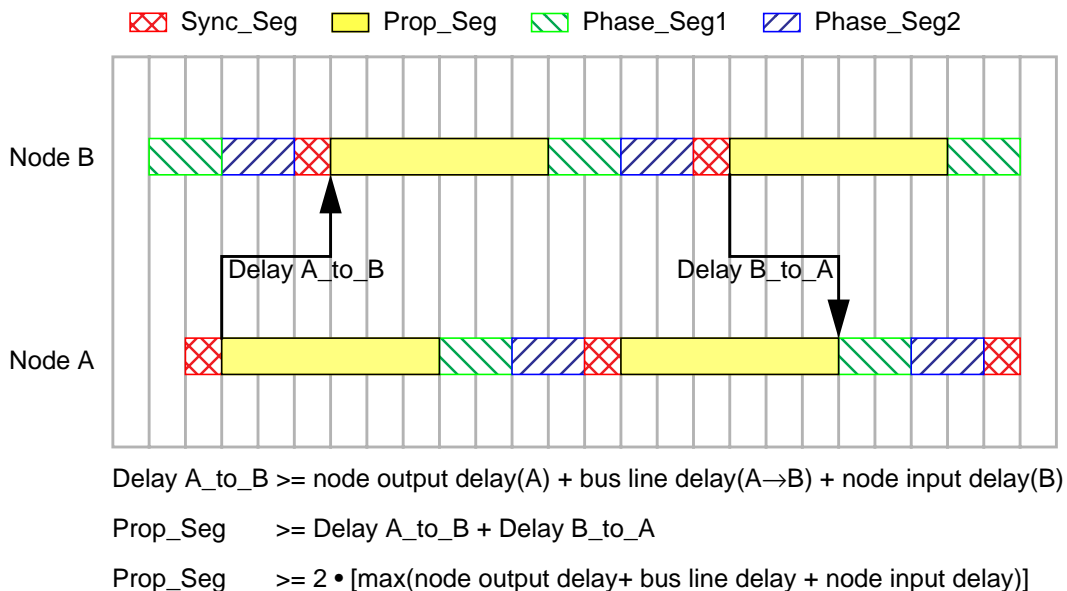 Sync_Seg Prop_Seg Phase_Seg1 Phase_Seg2
Node B
Delay A_to_B Delay B_to_A
Node A
Delay A_to_B >= node output delay(A) + bus line delay(A→B) + node input delay(B)
Prop_Seg >= Delay A_to_B + Delay B_to_A
Prop_Seg >= 2 • [max(node output delay+ bus line delay + node input delay)]